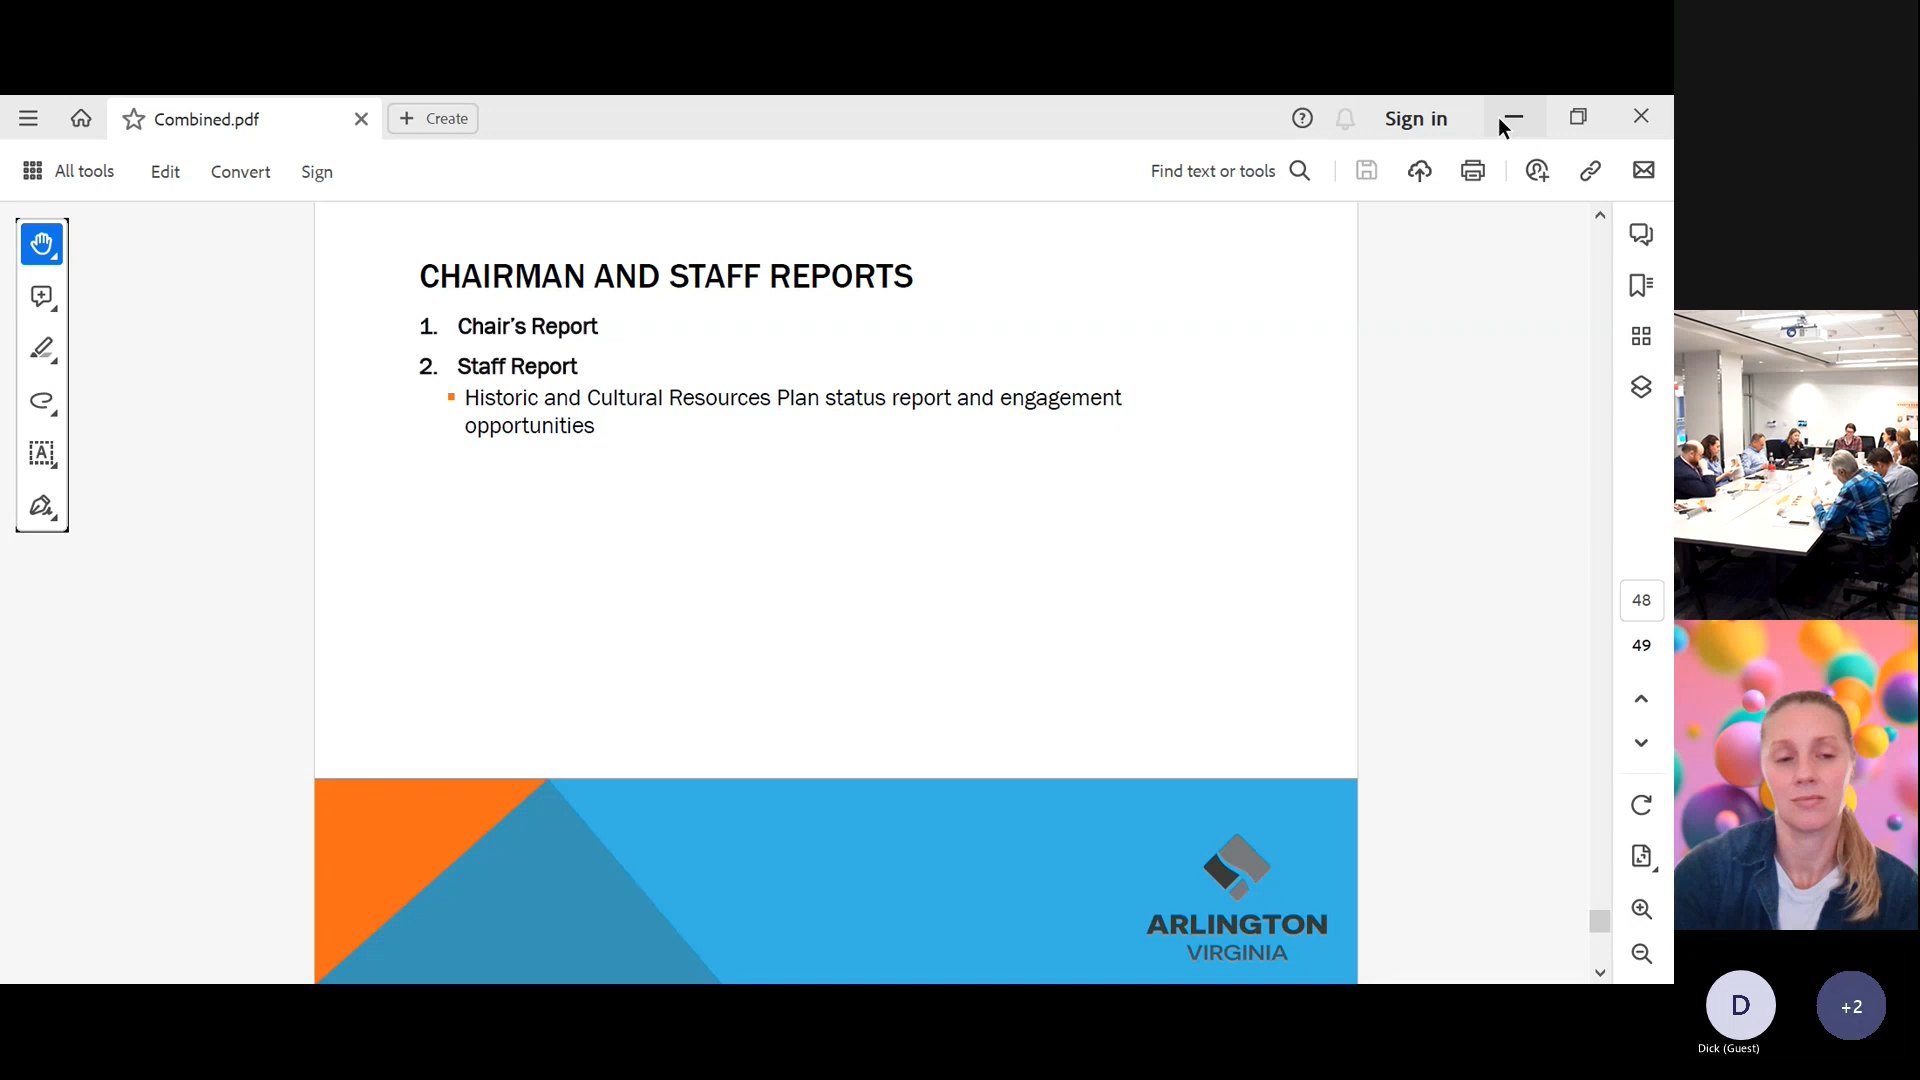 Combined.pdf
Create
Sign in
All tools
Edit
Convert
Sign
Find text or tools
CHAIRMAN AND STAFF REPORTS
1. Chair's Report
2. Staff Report
Historic and Cultural Resources Plan status report and engagement
opportunities
48
49
ARLINGTON
VIRGINIA
D
+2
Dick (Guest)